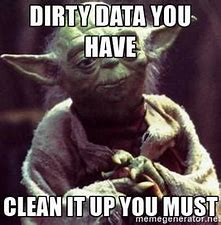 DIRTY DATA YOU
HAVE
CLEAN IT UP YOU MUST
memegenerator.net